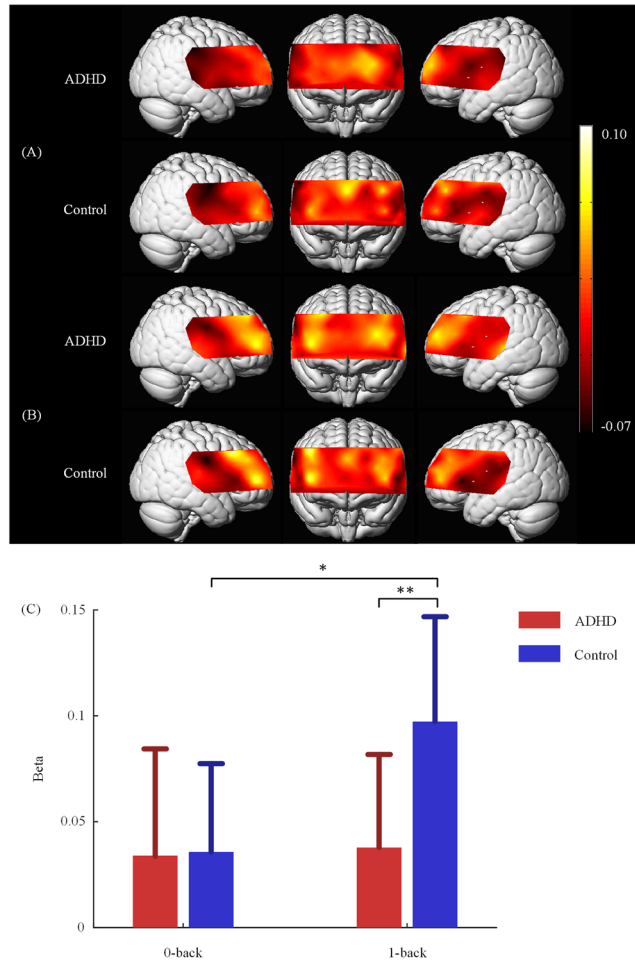 ADHD
0.10
(A)
Control
ADHD
(B)
-0.07
Control
*
(C)
0.15
**
ADHD
Control
0.1
Beta
0.05
0
0-back
1-back